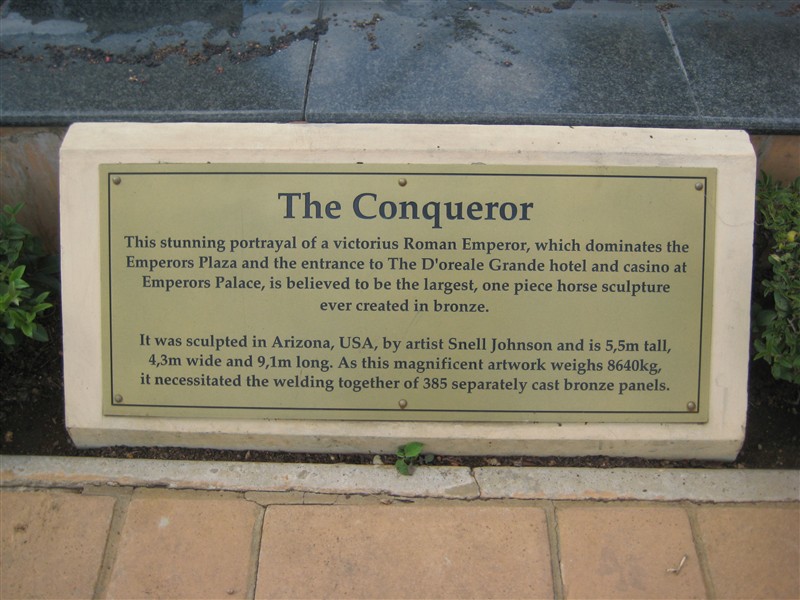 The Conqueror
This stunning portrayal of a victorius Roman Emperor, which dominates the
Emperors Plaza and the entrance to The D'oreale Grande hotel and casino at
Emperors Palace, is believed to be the largest, one piece horse sculpture
ever created in bronze.
It was sculpted in Arizona, USA, by artist Snell Johnson and is 5,5m tall,
4,3m wide and 9,1m long. As this magnificent artwork weighs 8640kg,
it necessitated the welding together of 385 separately cast bronze panels.